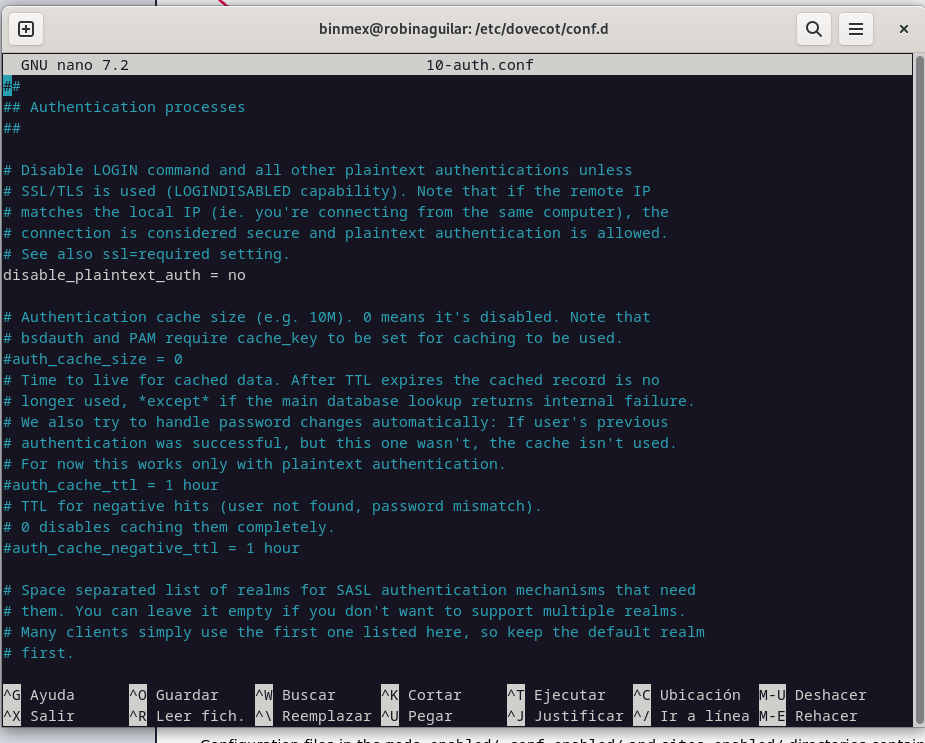 binmex@robinaguilar: /etc/dovecot/conf.d
GNU nano 7.2 10-auth.conf
##
## Authentication processes
##
# Disable LOGIN command and all other plaintext authentications unless
# SSL/TLS is used (LOGINDISABLED capability). Note that if the remote IP
# matches the local IP (ie. you're connecting from the same computer), the
# connection is considered secure and plaintext authentication is allowed.
# See also ssl=required setting.
disable_plaintext_auth = no
# Authentication cache size (e.g. 10M). 0 means it's disabled. Note that
# bsdauth and PAM require cache_key to be set for caching to be used.
#auth_cache_size = 0
# Time to live for cached data. After TTL expires the cached record is no
# longer used, *except* if the main database lookup returns internal failure.
# We also try to handle password changes automatically: If user's previous
# authentication was successful, but this one wasn't, the cache isn't used.
# For now this works only with plaintext authentication.
#auth_cache_ttl = 1 hour
# TTL for negative hits (user not found, password mismatch).
# 0 disables caching them completely.
#auth_cache_negative_ttl = 1 hour
# Space separated list of realms for SASL authentication mechanisms that need
# them. You can leave it empty if you don't want to support multiple realms.
# Many clients simply use the first one listed here, so keep the default realm
# first.
^G Ayuda ^O Guardar ^W Buscar ^K Cortar ^T Ejecutar ^C Ubicación M-U Deshacer
^X Salir ^R Leer fich. ^\ Reemplazar ^U Pegar ^J Justificar ^/ Ir a línea M-E Rehacer